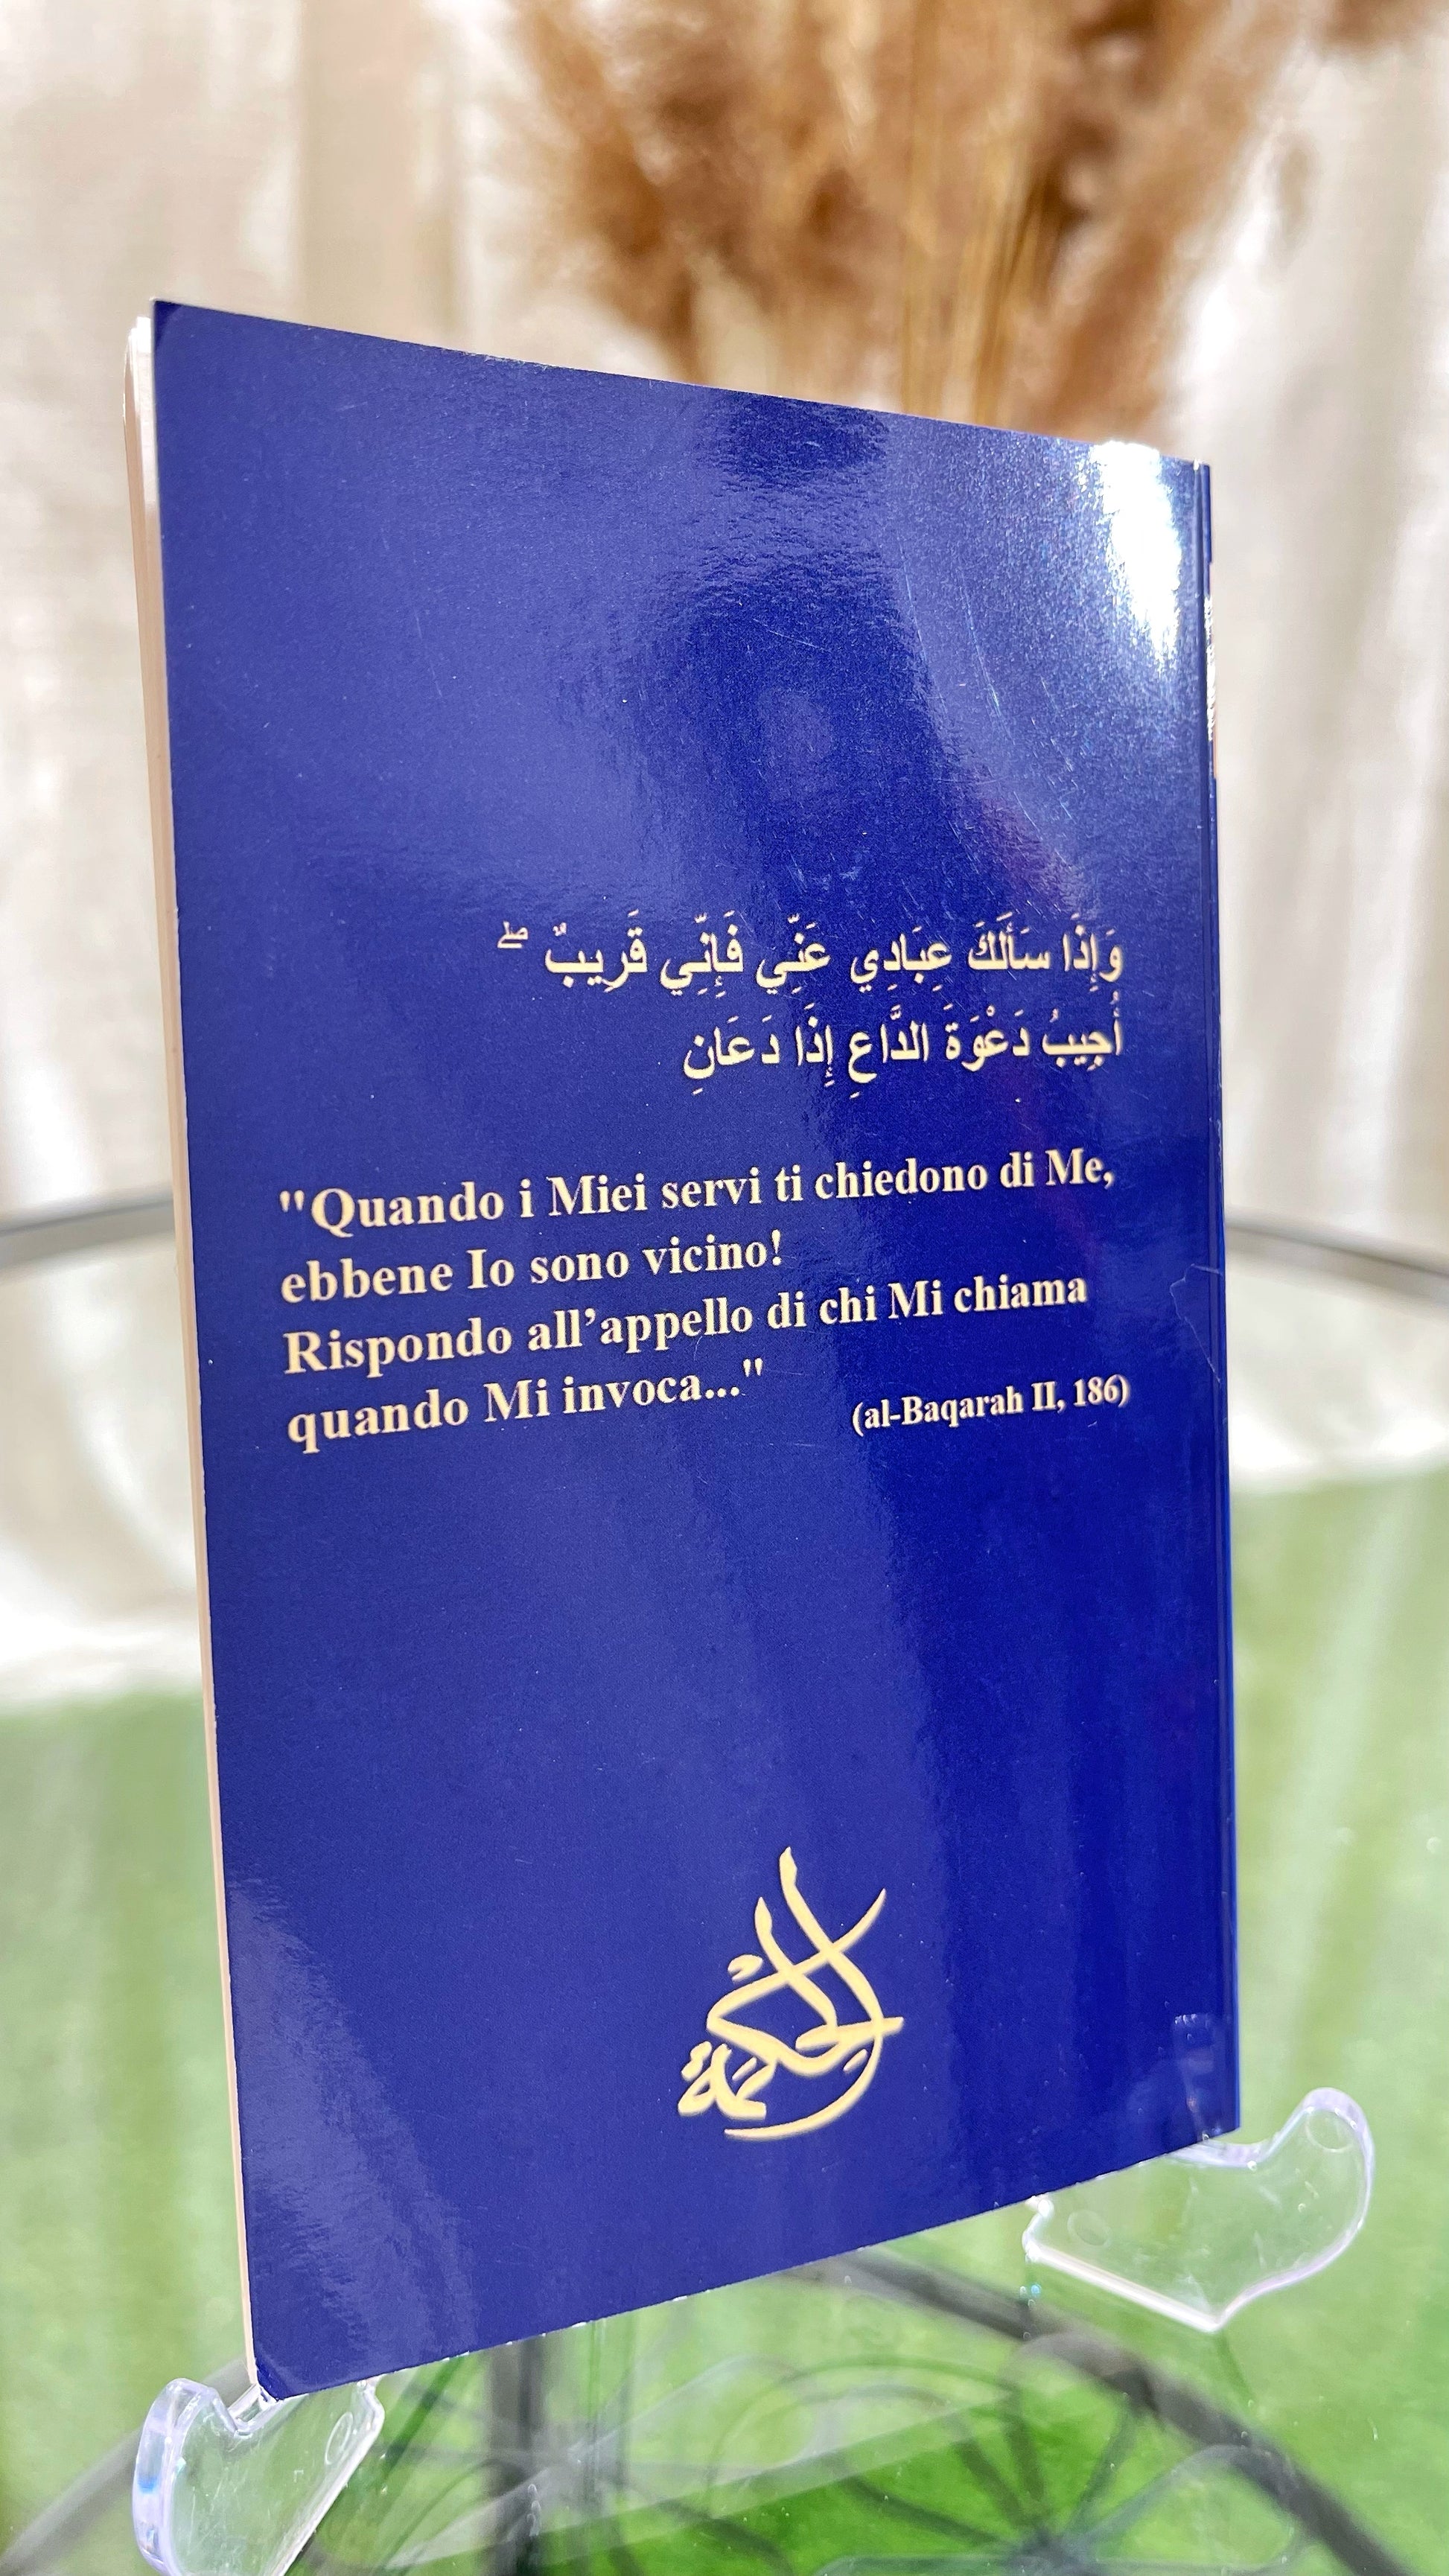 وَإِذَا سَأَلَكَ عِبَادِي عَنِّي فَإِنِّي قَرِيبٌ ۖ
أُجِيبُ دَعْوَةَ الدَّاعِ إِذَا دَعَانِ
"Quando i Miei servi ti chiedono di Me,
ebbene Io sono vicino!
Rispondo all’appello di chi Mi chiama
quando Mi invoca..."
(al-Baqarah II, 186)
الحكمة